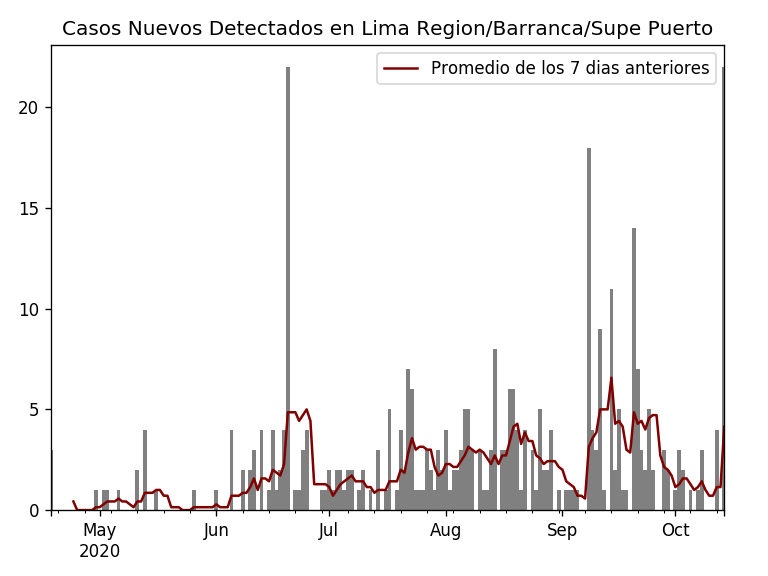 Casos Nuevos Detectados en Lima Region/Barranca/Supe Puerto
Promedio de los 7 dias anteriores
20
15
10
5
0
May Jun Jul Aug Sep Oct
2020